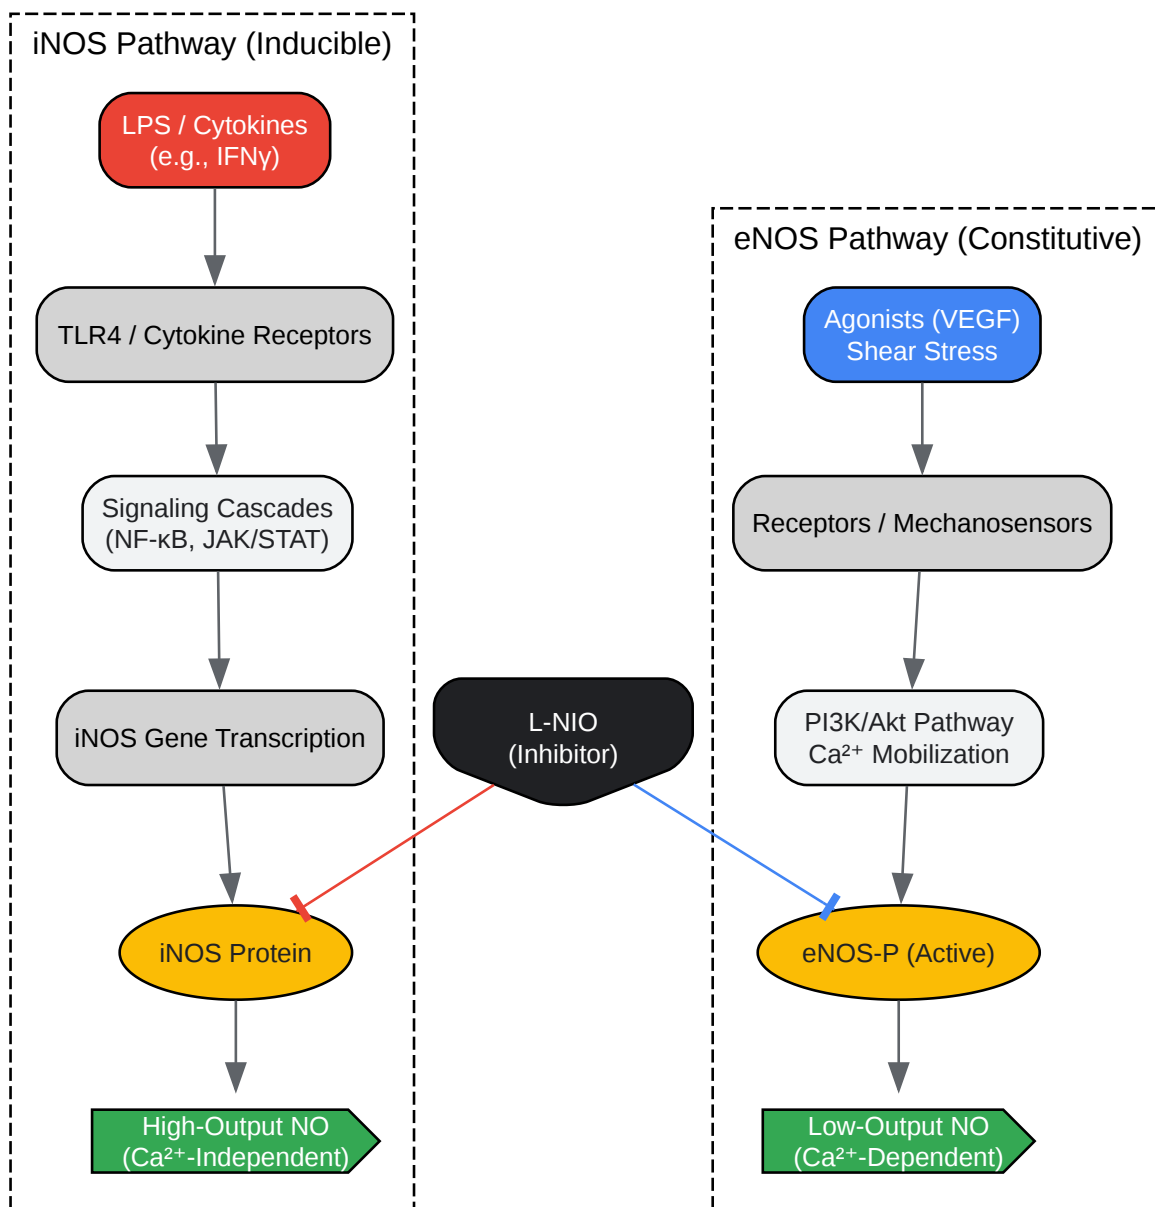 iNOS Pathway (Inducible)
LPS / Cytokines
(e.g., IFNγ)
TLR4 / Cytokine Receptors
Signaling Cascades
(NF-κB, JAK/STAT)
iNOS Gene Transcription
iNOS Protein
High-Output NO
(Ca²⁺-Independent)
L-NIO
(Inhibitor)
eNOS Pathway (Constitutive)
Agonists (VEGF)
Shear Stress
Receptors / Mechanosensors
PI3K/Akt Pathway
Ca²⁺ Mobilization
eNOS-P (Active)
Low-Output NO
(Ca²⁺-Dependent)